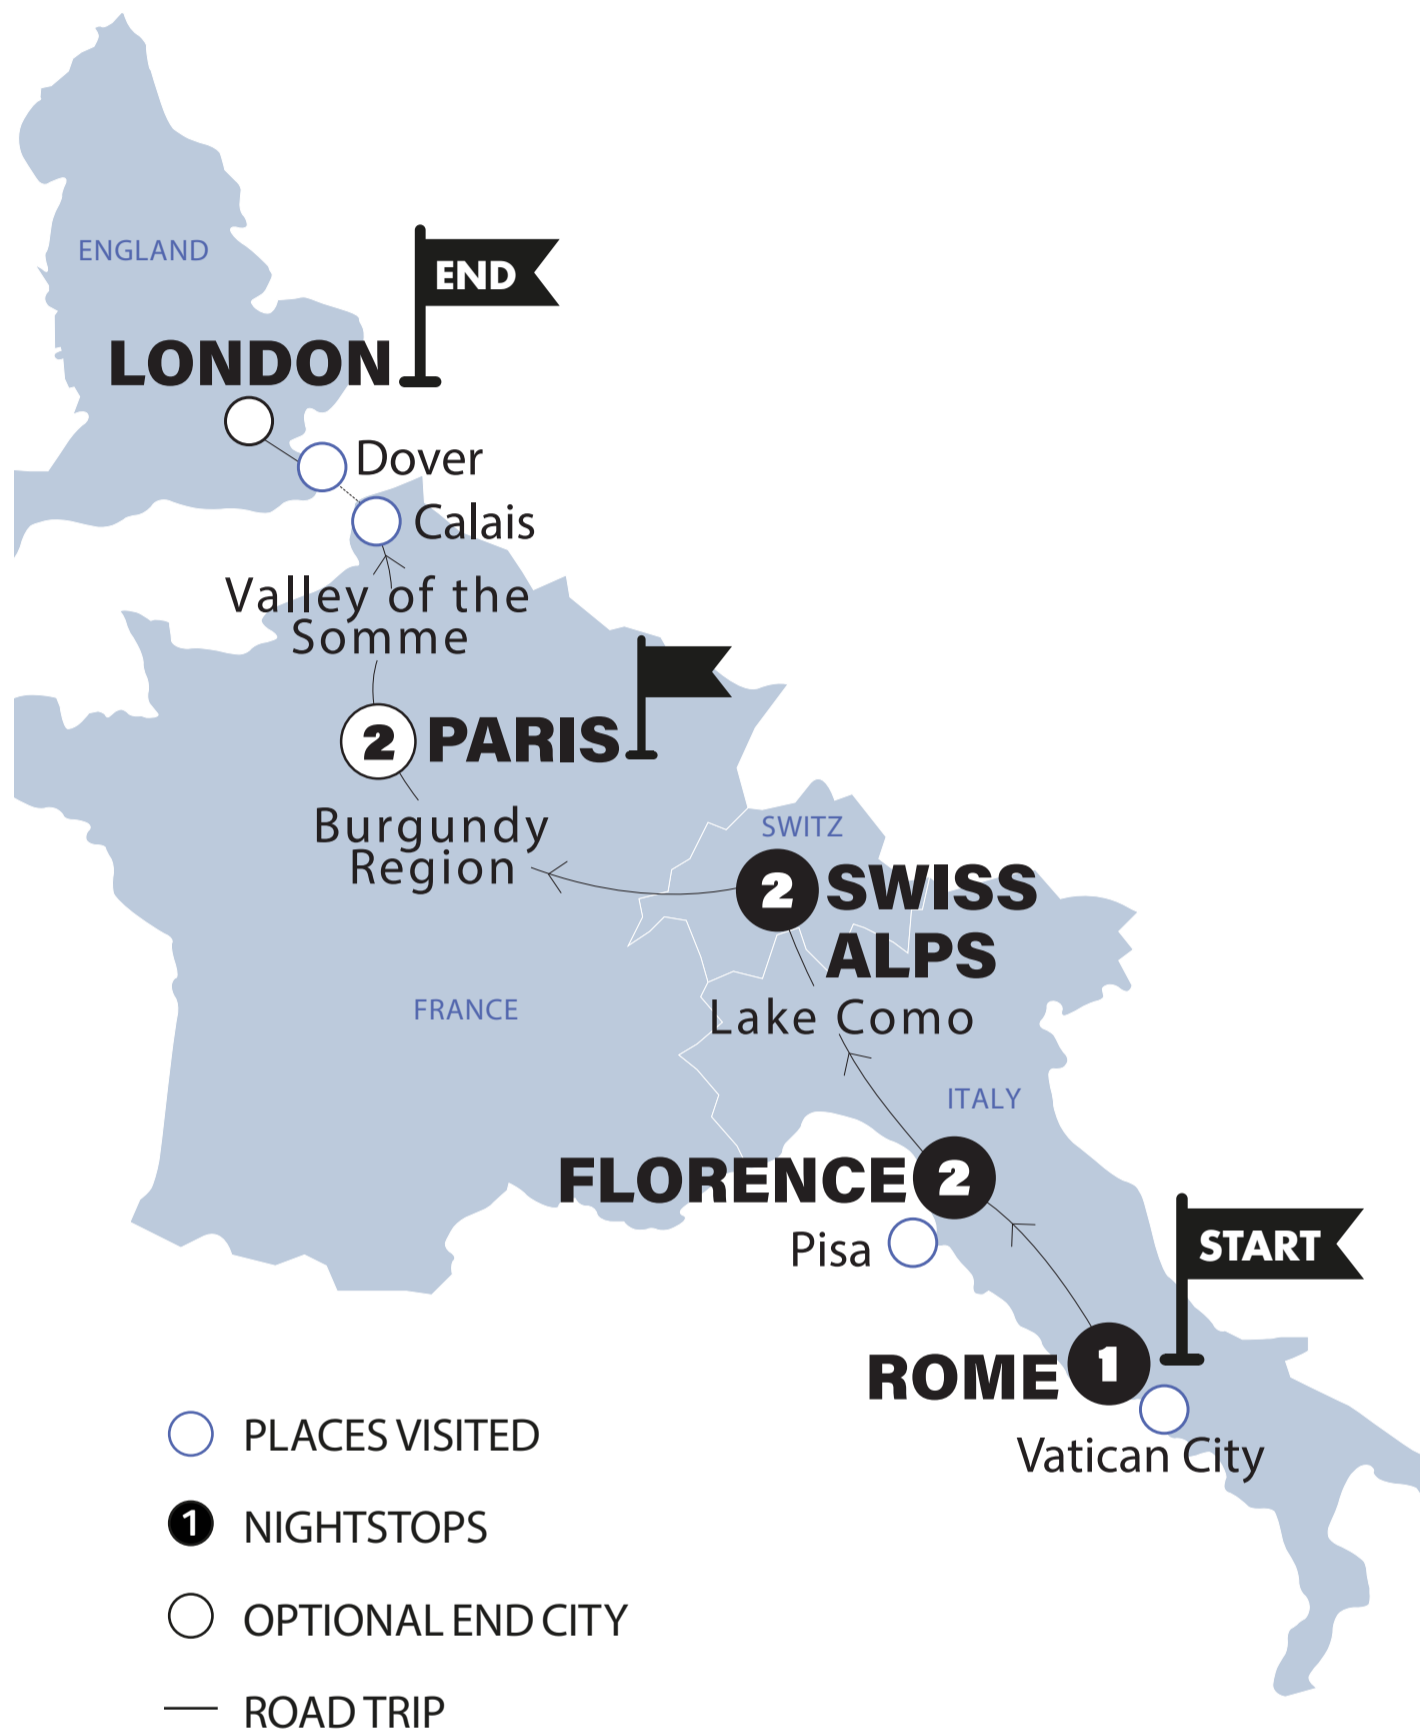 ENGLAND
END
LONDON
Dover
Calais
Valley of the
Somme
2 PARIS
Burgundy
Region
SWITZ
2 SWISS
ALPS
FRANCE
Lake Como
ITALY
FLORENCE 2
Pisa
START
ROME 1
Vatican City
PLACES VISITED
1 NIGHTSTOPS
OPTIONAL END CITY
ROAD TRIP